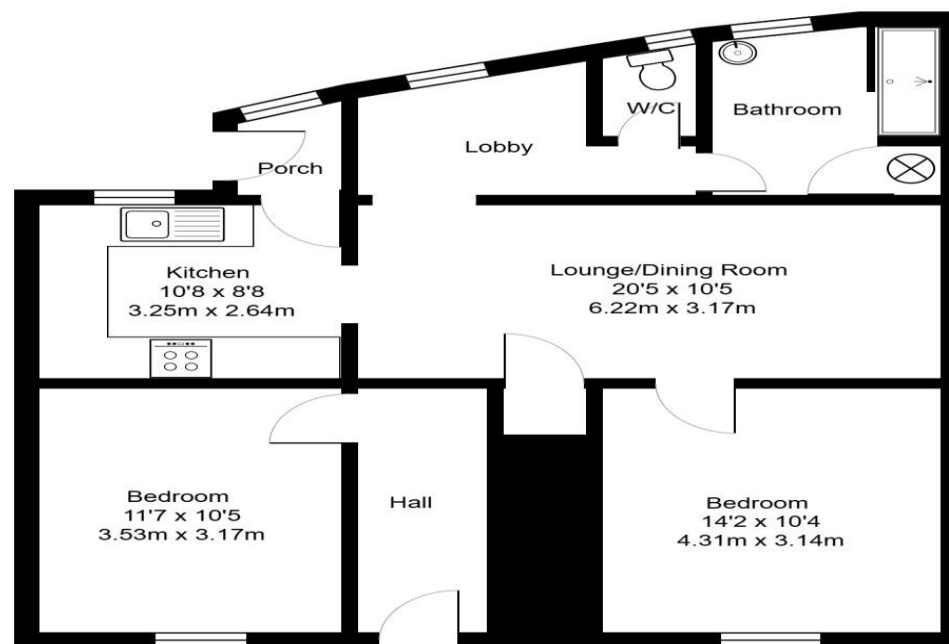 W/C
Bathroom
Lobby
Porch
Kitchen
10'8 x 8'8
3.25m x 2.64m
Lounge/Dining Room
20'5 x 10'5
6.22m x 3.17m
Bedroom
11'7 x 10'5
3.53m x 3.17m
Hall
Bedroom
14'2 x 10'4
4.31m x 3.14m